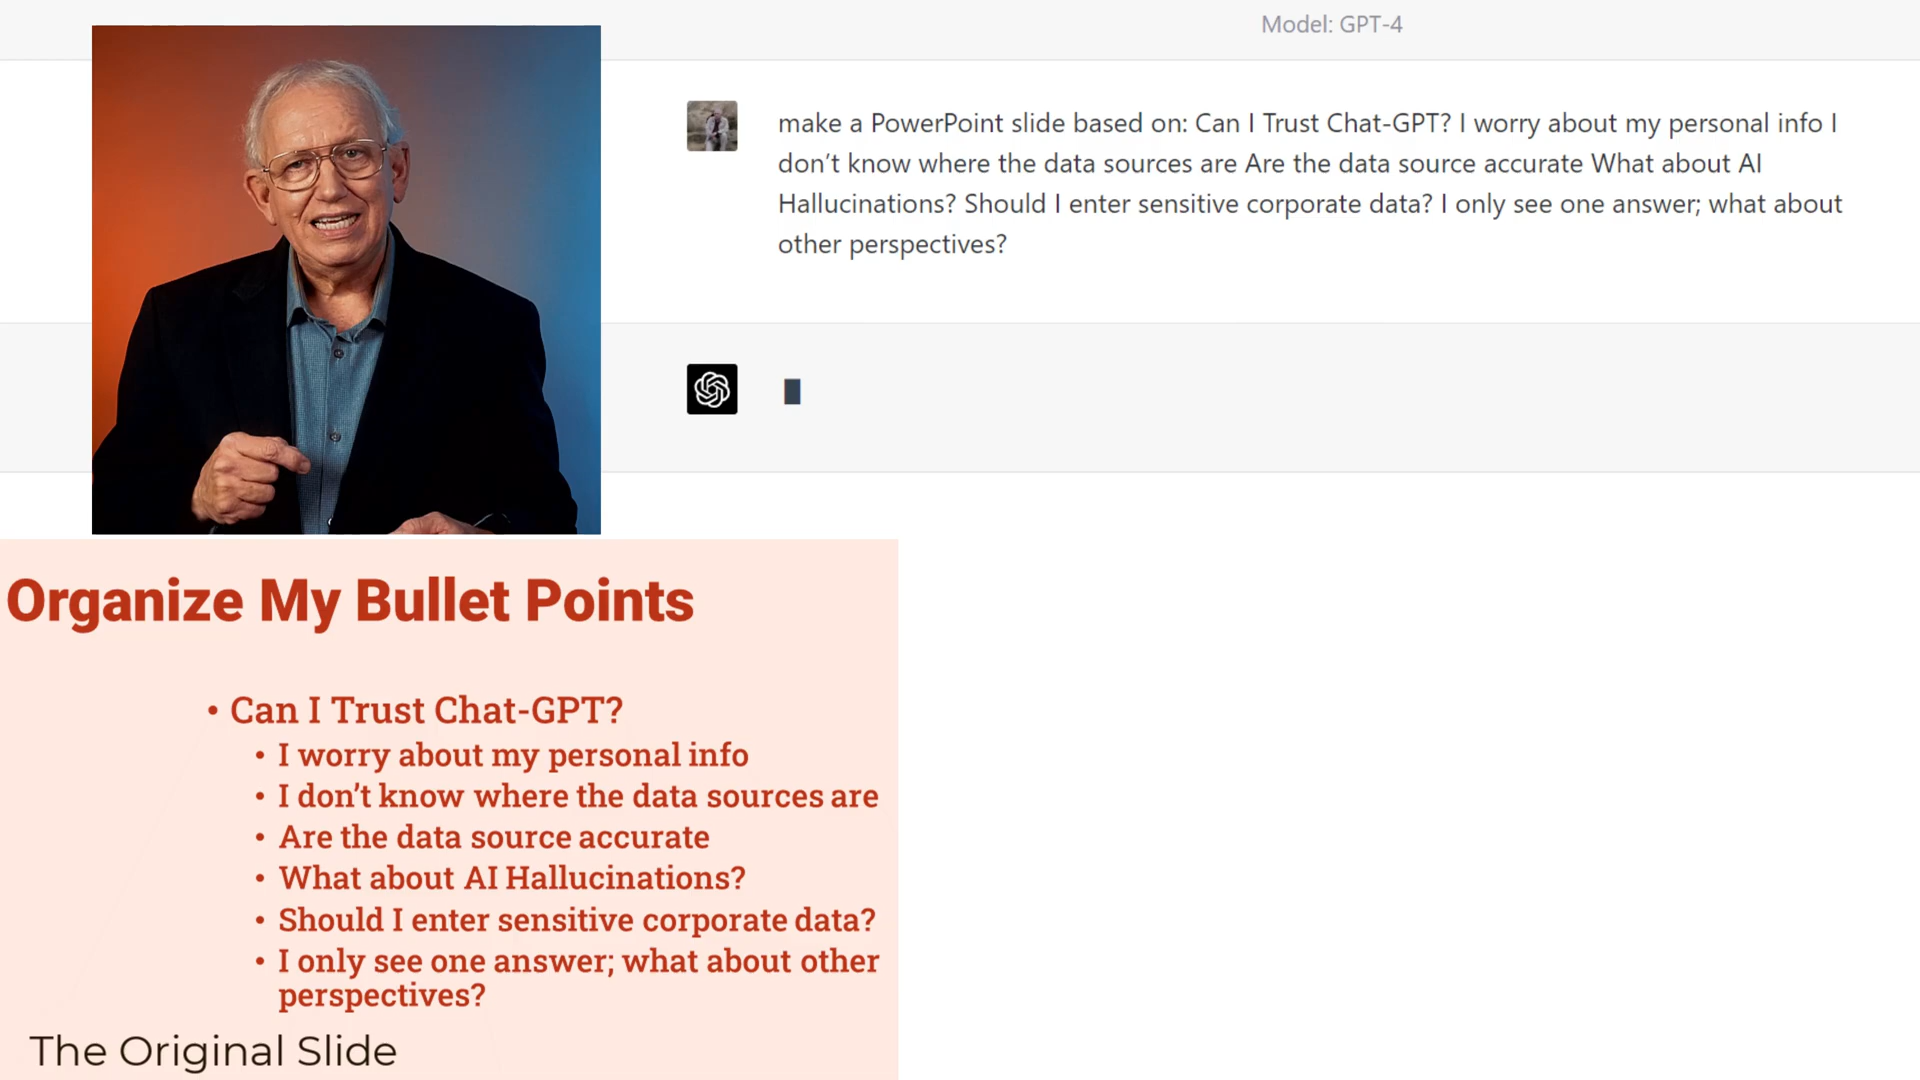 Model: GPT-4
make a PowerPoint slide based on: Can I Trust Chat-GPT? I worry about my personal info I
don’t know where the data sources are Are the data source accurate What about AI
Hallucinations? Should I enter sensitive corporate data? I only see one answer; what about
other perspectives?
Organize My Bullet Points
• Can I Trust Chat-GPT?
• I worry about my personal info
• I don’t know where the data sources are
• Are the data source accurate
• What about AI Hallucinations?
• Should I enter sensitive corporate data?
• I only see one answer; what about other
perspectives?
The Original Slide